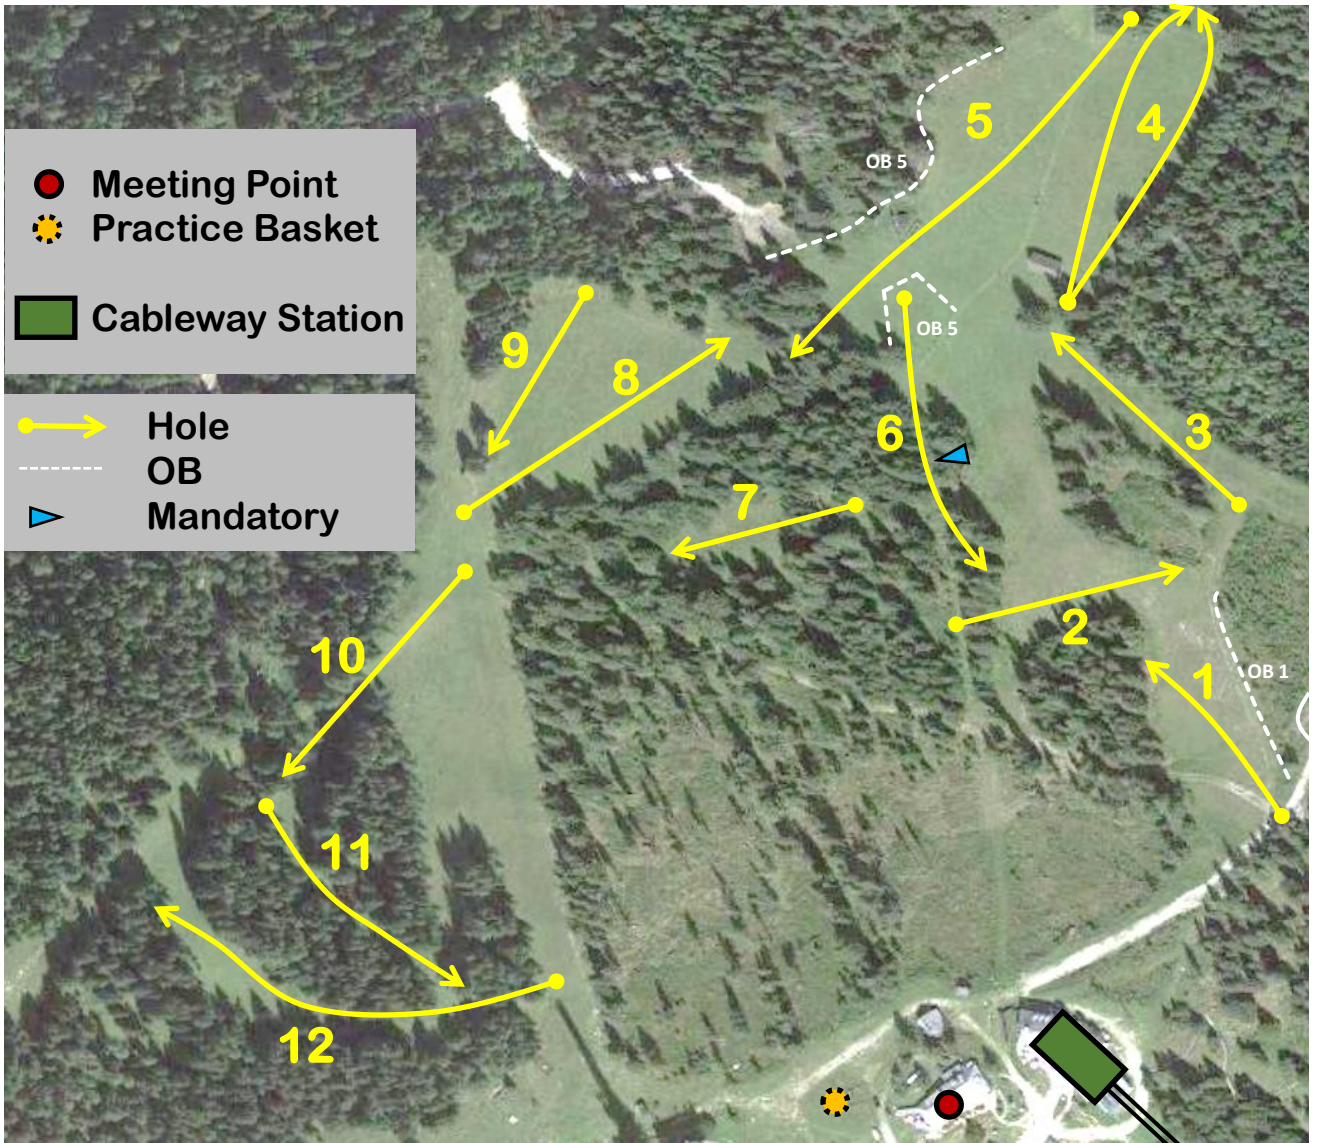 Meeting Point
Practice Basket
Cableway Station
Hole
OB
Mandatory
5
4
OB 5
OB 5
9
8
6
3
7
2
10
1
OB 1
11
12